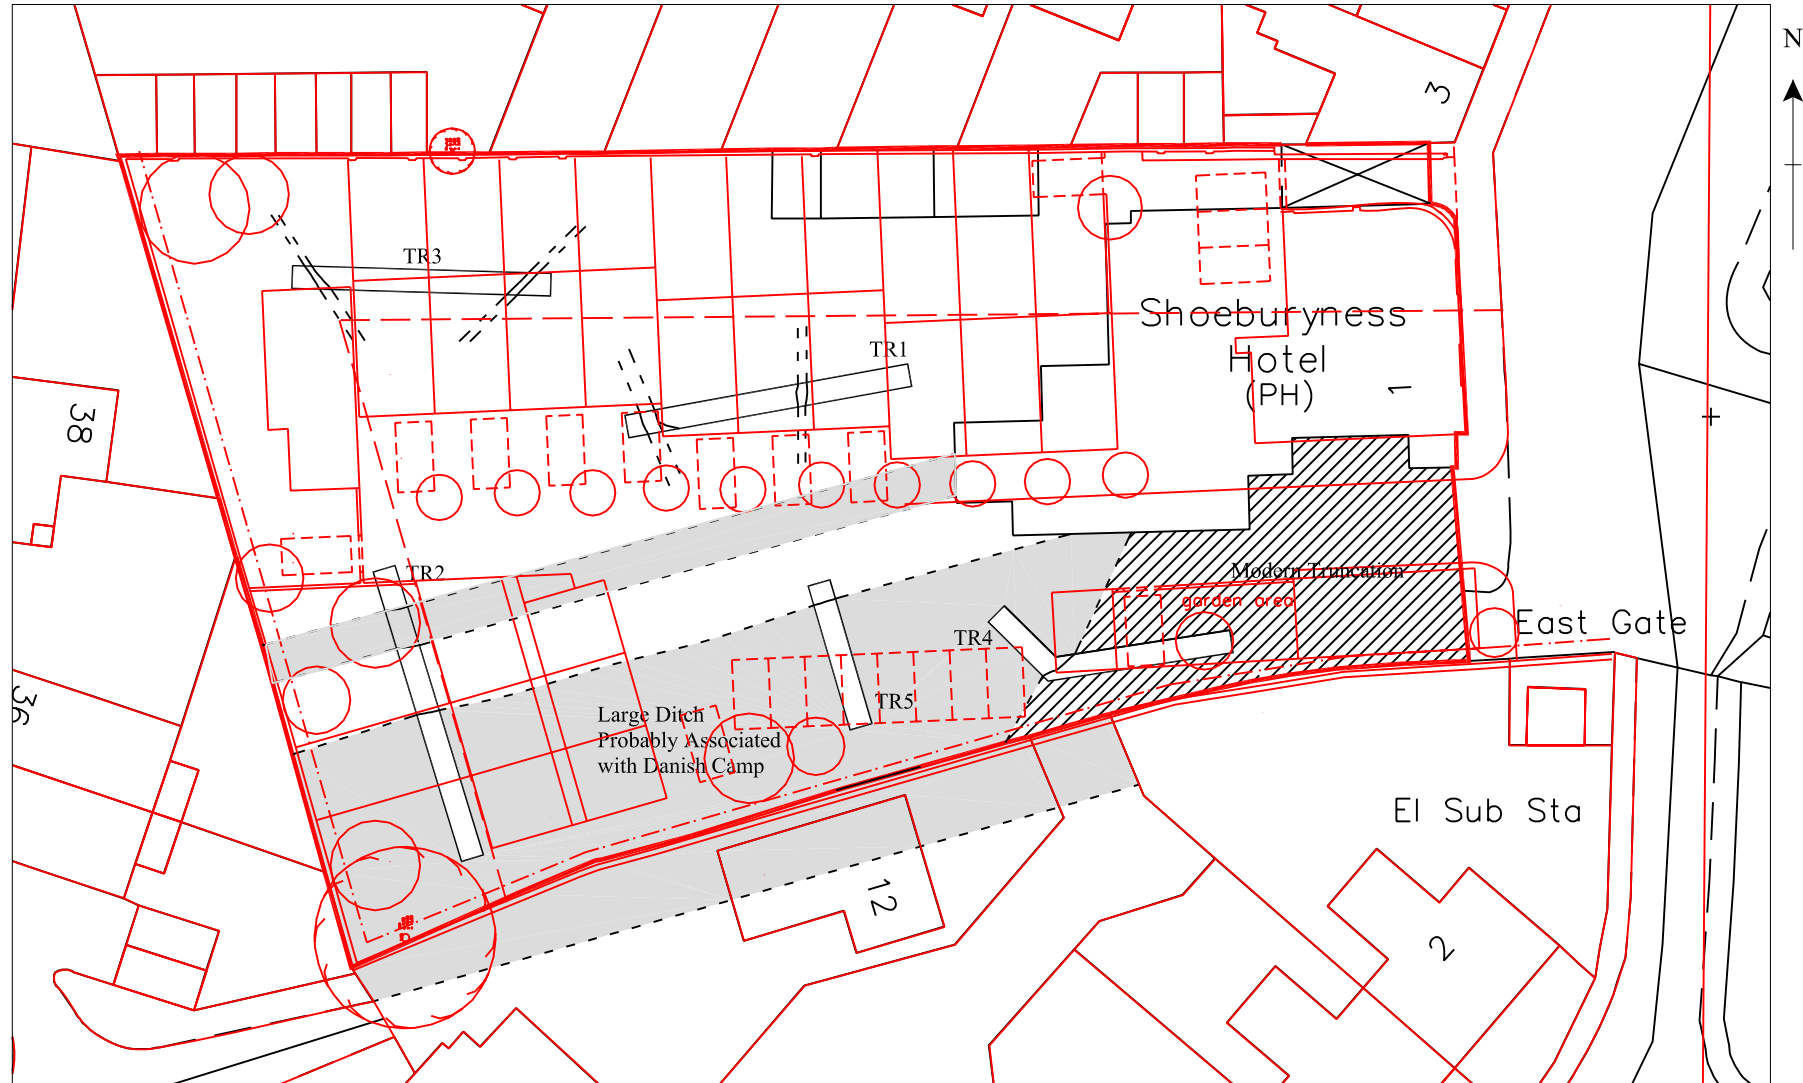 N
3
TR3
Shoeburyness
Hotel
(PH)
1
TR1
38
TR2
Modern Truncation
garden area
East Gate
TR4
TR5
36
Large Ditch
Probably Associated
with Danish Camp
El Sub Sta
12
2